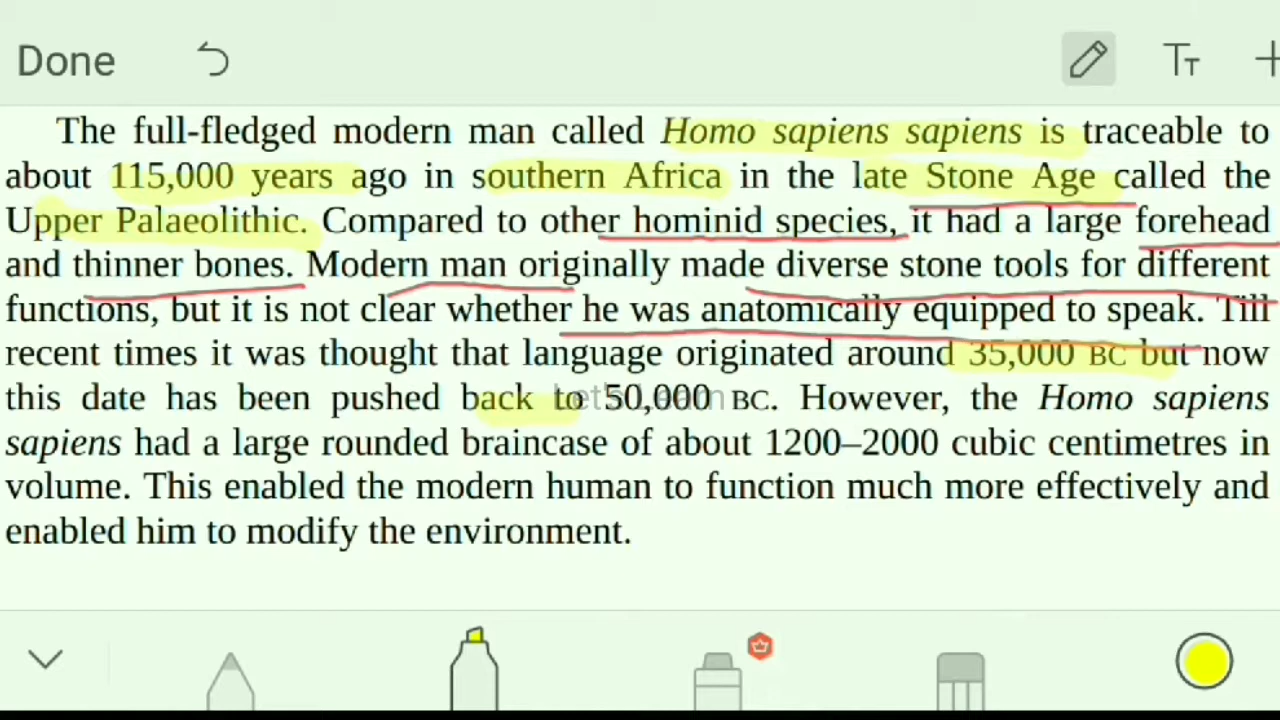 Done
The full-fledged modern man called Homo sapiens sapiens is traceable to
about 115,000 years ago in southern Africa in the late Stone Age called the
Upper Palaeolithic. Compared to other hominid species, it had a large forehead
and thinner bones. Modern man originally made diverse stone tools for different
functions, but it is not clear whether he was anatomically equipped to speak. Till
recent times it was thought that language originated around 35,000 BC but now
this date has been pushed back to 50,000 BC. However, the Homo sapiens
Let's Learn
sapiens had a large rounded braincase of about 1200–2000 cubic centimetres in
volume. This enabled the modern human to function much more effectively and
enabled him to modify the environment.